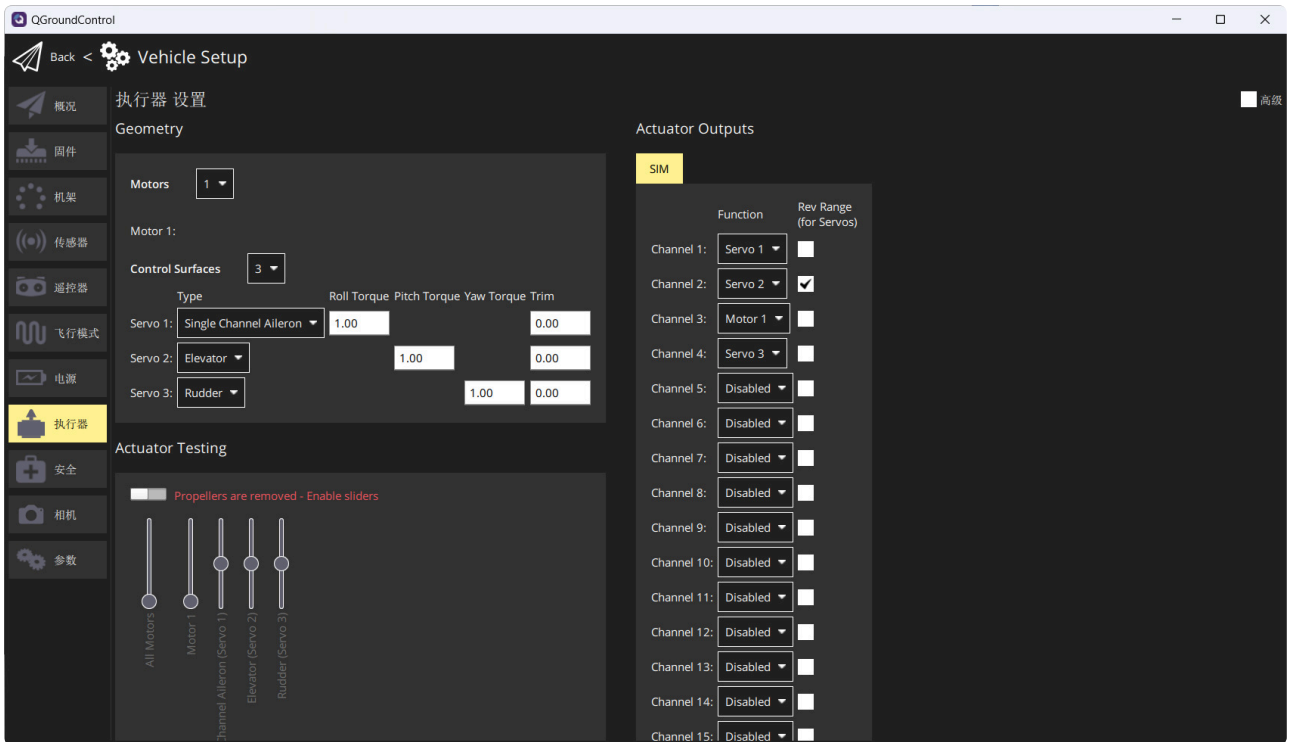 QGroundControl
Back < Vehicle Setup
概况
固件
机架
传感器
遥控器
飞行模式
电源
执行器
安全
相机
参数
执行器 设置
高级
Geometry
Motors 1
Motor 1:
Control Surfaces 3
Type Roll Torque Pitch Torque Yaw Torque Trim
Servo 1: Single Channel Aileron 1.00 0.00
Servo 2: Elevator 1.00 0.00
Servo 3: Rudder 1.00 0.00
Actuator Testing
Propellers are removed - Enable sliders
All Motors
Motor 1
hannel Aileron (Servo 1)
Elevator (Servo 2)
Rudder (Servo 3)
Actuator Outputs
SIM
Function Rev Range
(for Servos)
Channel 1: Servo 1
Channel 2: Servo 2
Channel 3: Motor 1
Channel 4: Servo 3
Channel 5: Disabled
Channel 6: Disabled
Channel 7: Disabled
Channel 8: Disabled
Channel 9: Disabled
Channel 10: Disabled
Channel 11: Disabled
Channel 12: Disabled
Channel 13: Disabled
Channel 14: Disabled
Channel 15: Disabled